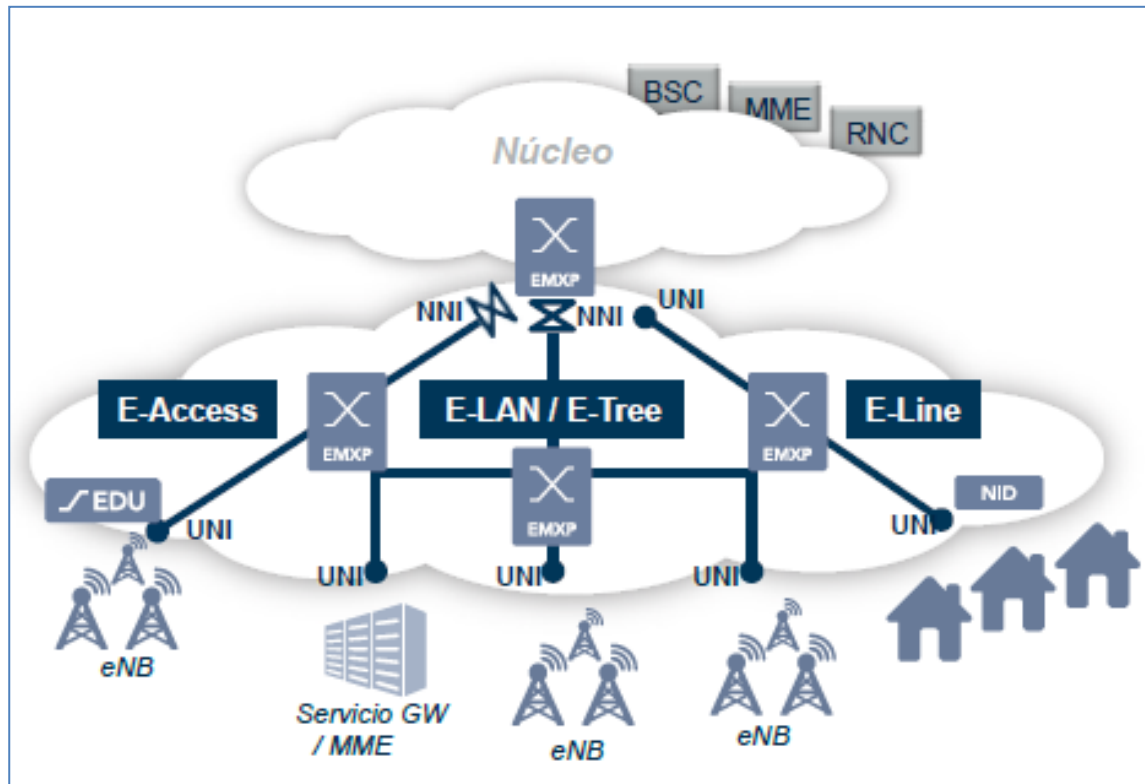 BSC
MME
RNC
Núcleo
EMXP
NNI
NNI
UNI
E-Access
EMXP
E-LAN / E-Tree
EMXP
E-Line
EMXP
EDU
UNI
NID
UNI
UNI
UNI
UNI
eNB
Servicio GW
/ MME
eNB
eNB